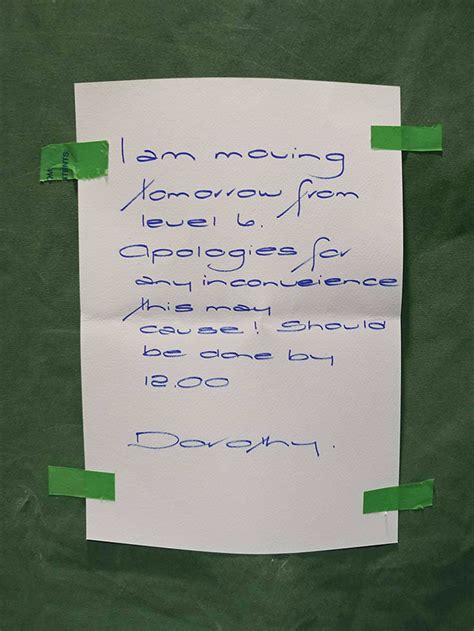 I am moving
tomorrow from
level 6.
Apologies for
any inconveience
this may
cause! Should
be done by
12.00
Dorothy.